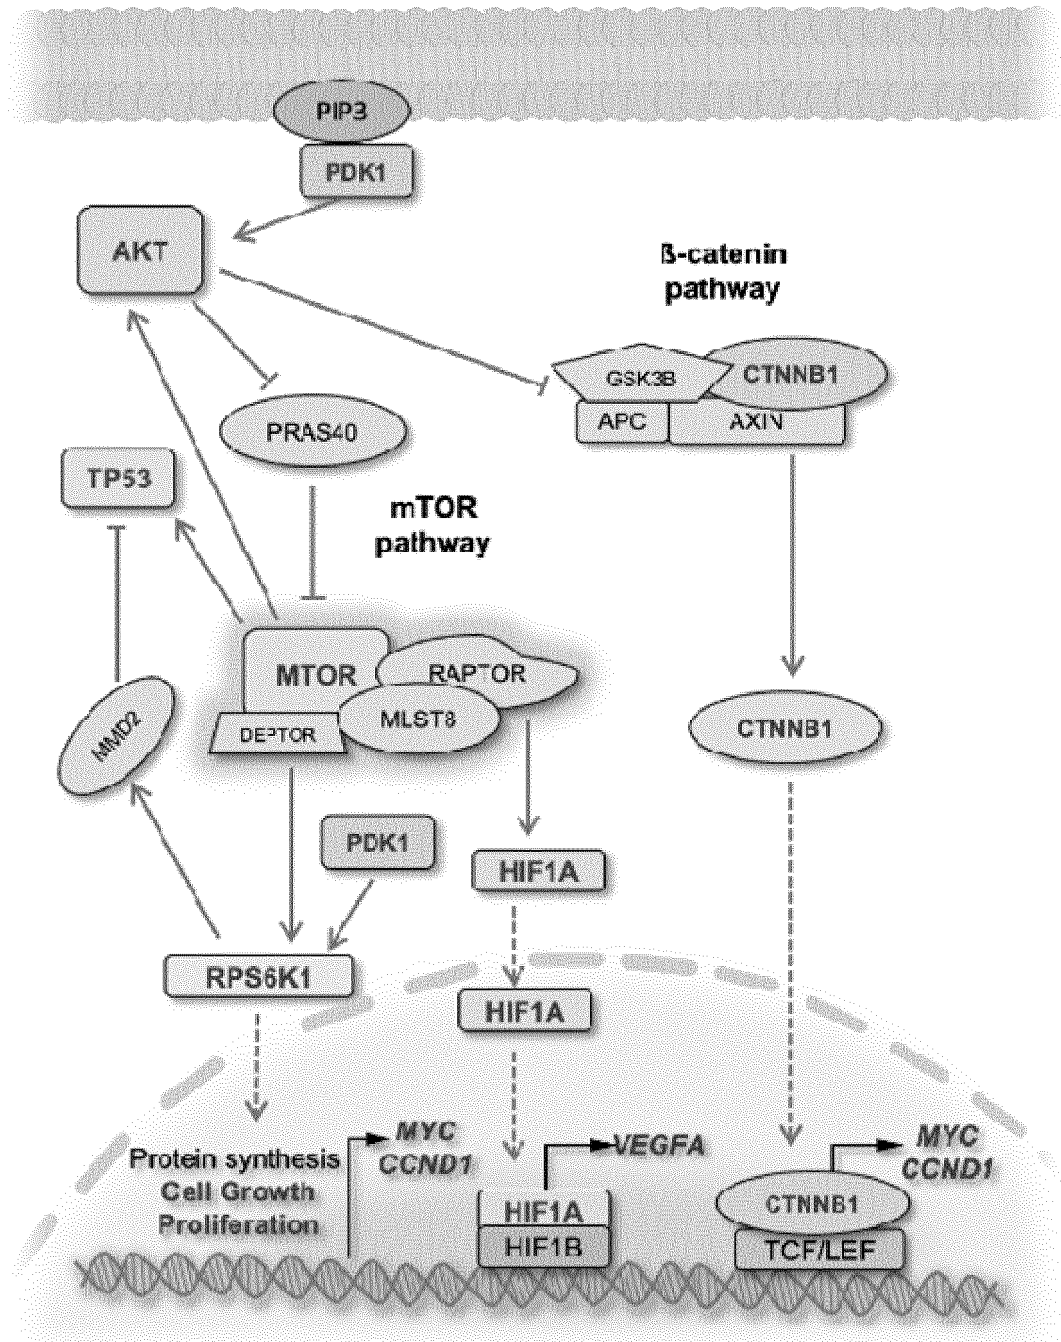 PIP3
PDK1
AKT
ß-catenin
pathway
GSK3B
CTNNB1
APC
AXIN
PRAS40
TP53
mTOR
pathway
MTOR
RAPTOR
MLST8
DEPTOR
MMD2
CTNNB1
PDK1
HIF1A
RPS6K1
HIF1A
MYC
CCND1
Protein synthesis
Cell Growth
Proliferation
VEGFA
HIF1A
HIF1B
MYC
CCND1
CTNNB1
TCF/LEF